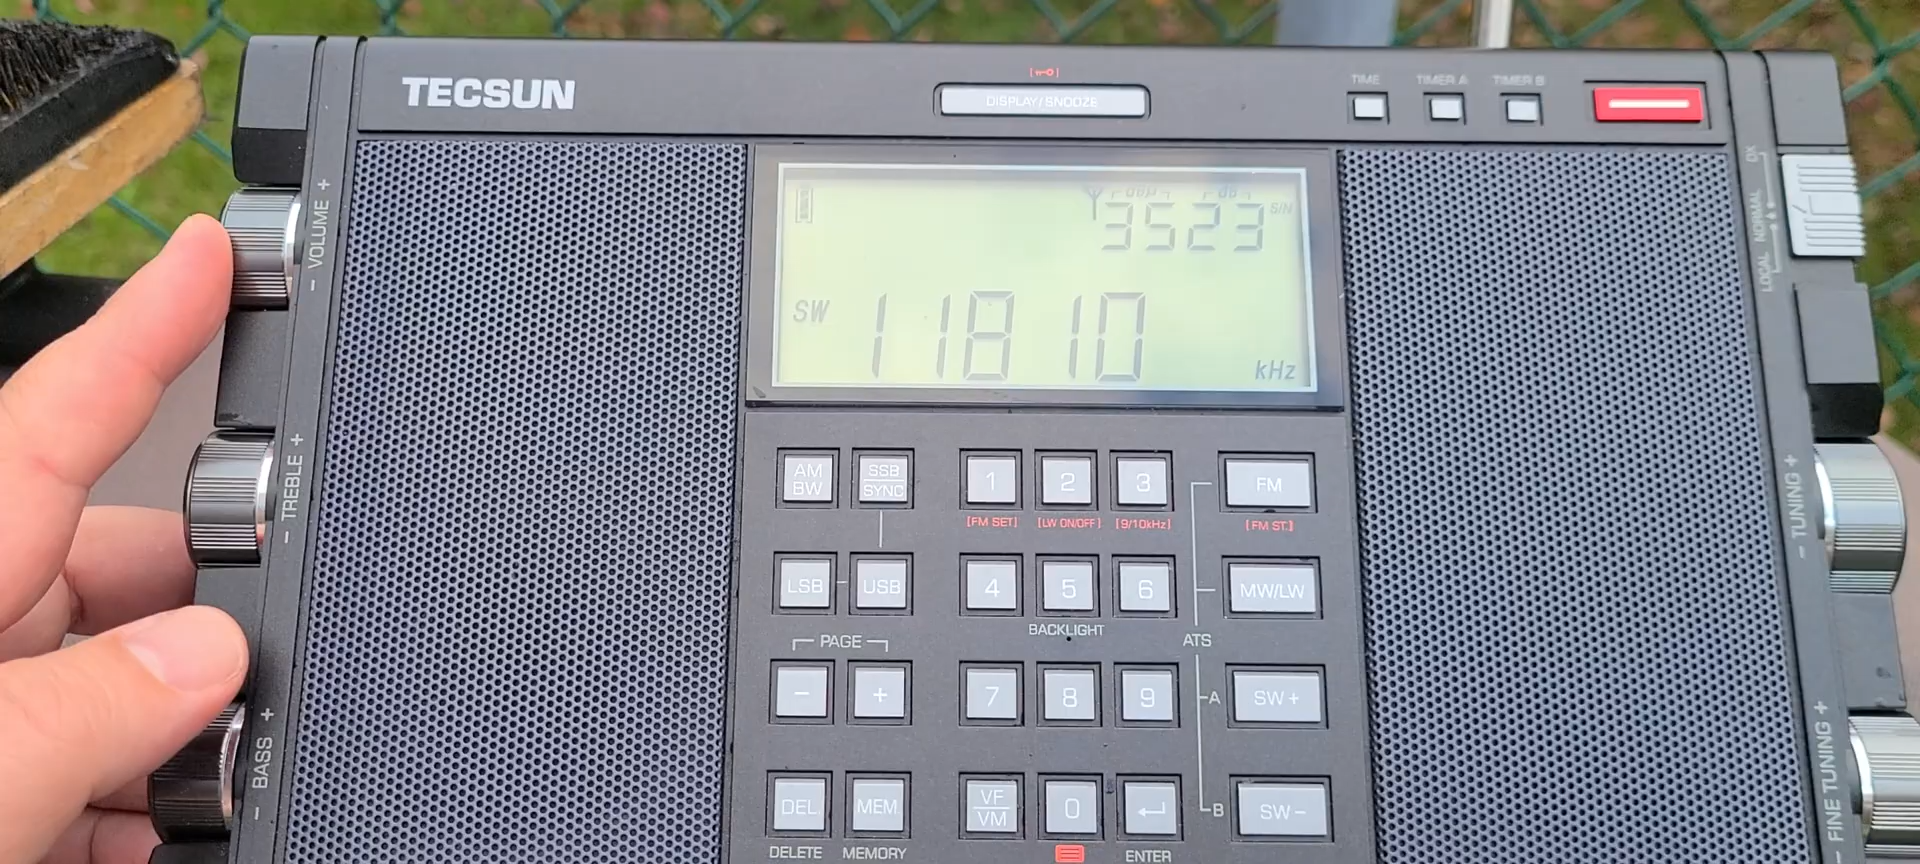 TECSUN
DISPLAY/SNOOZE
TIME
TIMER A
TIMER B
- VOLUME +
- TREBLE +
- BASS +
dBµ
dB
3523
S/N
SW
11810
kHz
DX
NORMAL
LOCAL
- TUNING +
- FINE TUNING +
AM
BW
SSB
SYNC
1
2
3
FM
[FM SET]
[LW ON/OFF]
[9/10kHz]
[FM ST.]
LSB
USB
4
5
6
MW/LW
BACKLIGHT
ATS
PAGE
-
+
7
8
9
A
SW +
DEL
MEM
VF
VM
0
B
SW -
DELETE
MEMORY
ENTER